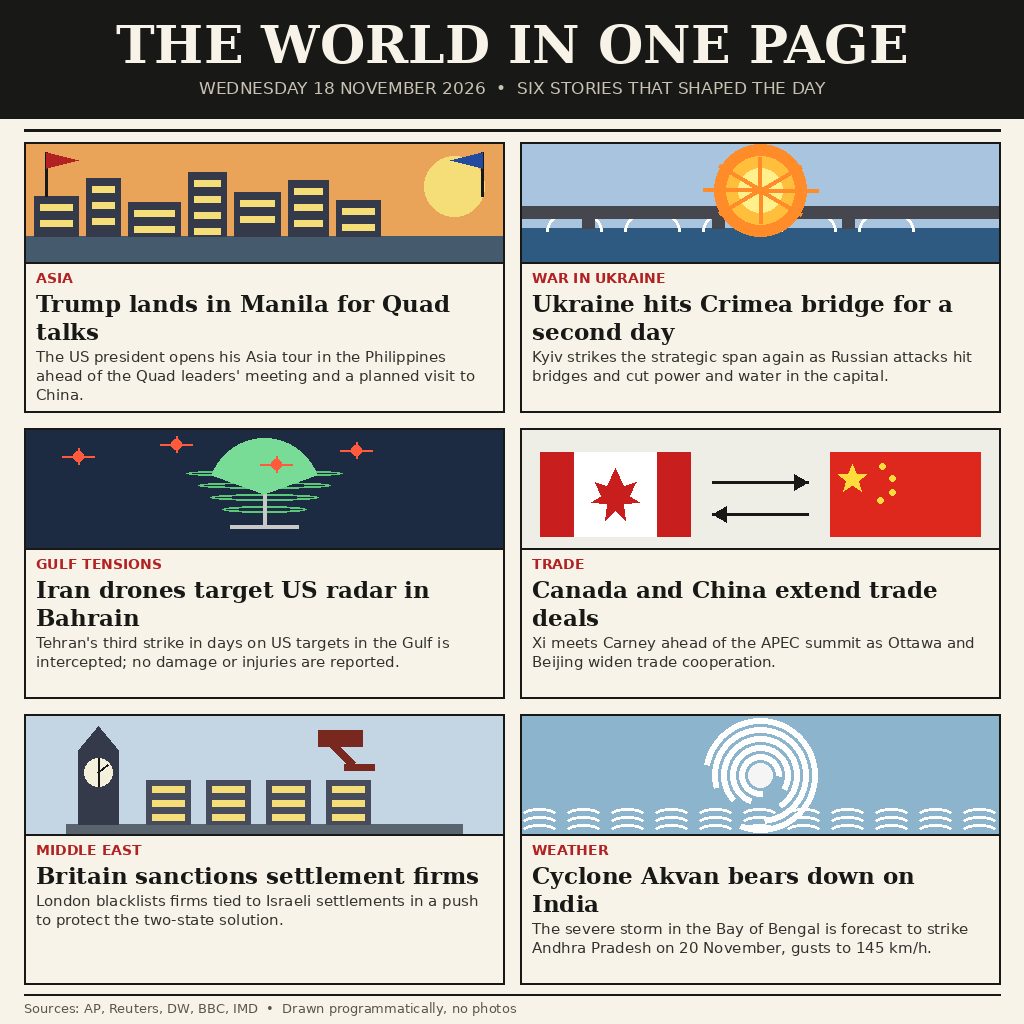 THE WORLD IN ONE PAGE
WEDNESDAY 18 NOVEMBER 2026 • SIX STORIES THAT SHAPED THE DAY
ASIA
Trump lands in Manila for Quad
talks
The US president opens his Asia tour in the Philippines
ahead of the Quad leaders' meeting and a planned visit to
China.
WAR IN UKRAINE
Ukraine hits Crimea bridge for a
second day
Kyiv strikes the strategic span again as Russian attacks hit
bridges and cut power and water in the capital.
GULF TENSIONS
Iran drones target US radar in
Bahrain
Tehran's third strike in days on US targets in the Gulf is
intercepted; no damage or injuries are reported.
TRADE
Canada and China extend trade
deals
Xi meets Carney ahead of the APEC summit as Ottawa and
Beijing widen trade cooperation.
MIDDLE EAST
Britain sanctions settlement firms
London blacklists firms tied to Israeli settlements in a push
to protect the two-state solution.
WEATHER
Cyclone Akvan bears down on
India
The severe storm in the Bay of Bengal is forecast to strike
Andhra Pradesh on 20 November, gusts to 145 km/h.
Sources: AP, Reuters, DW, BBC, IMD • Drawn programmatically, no photos